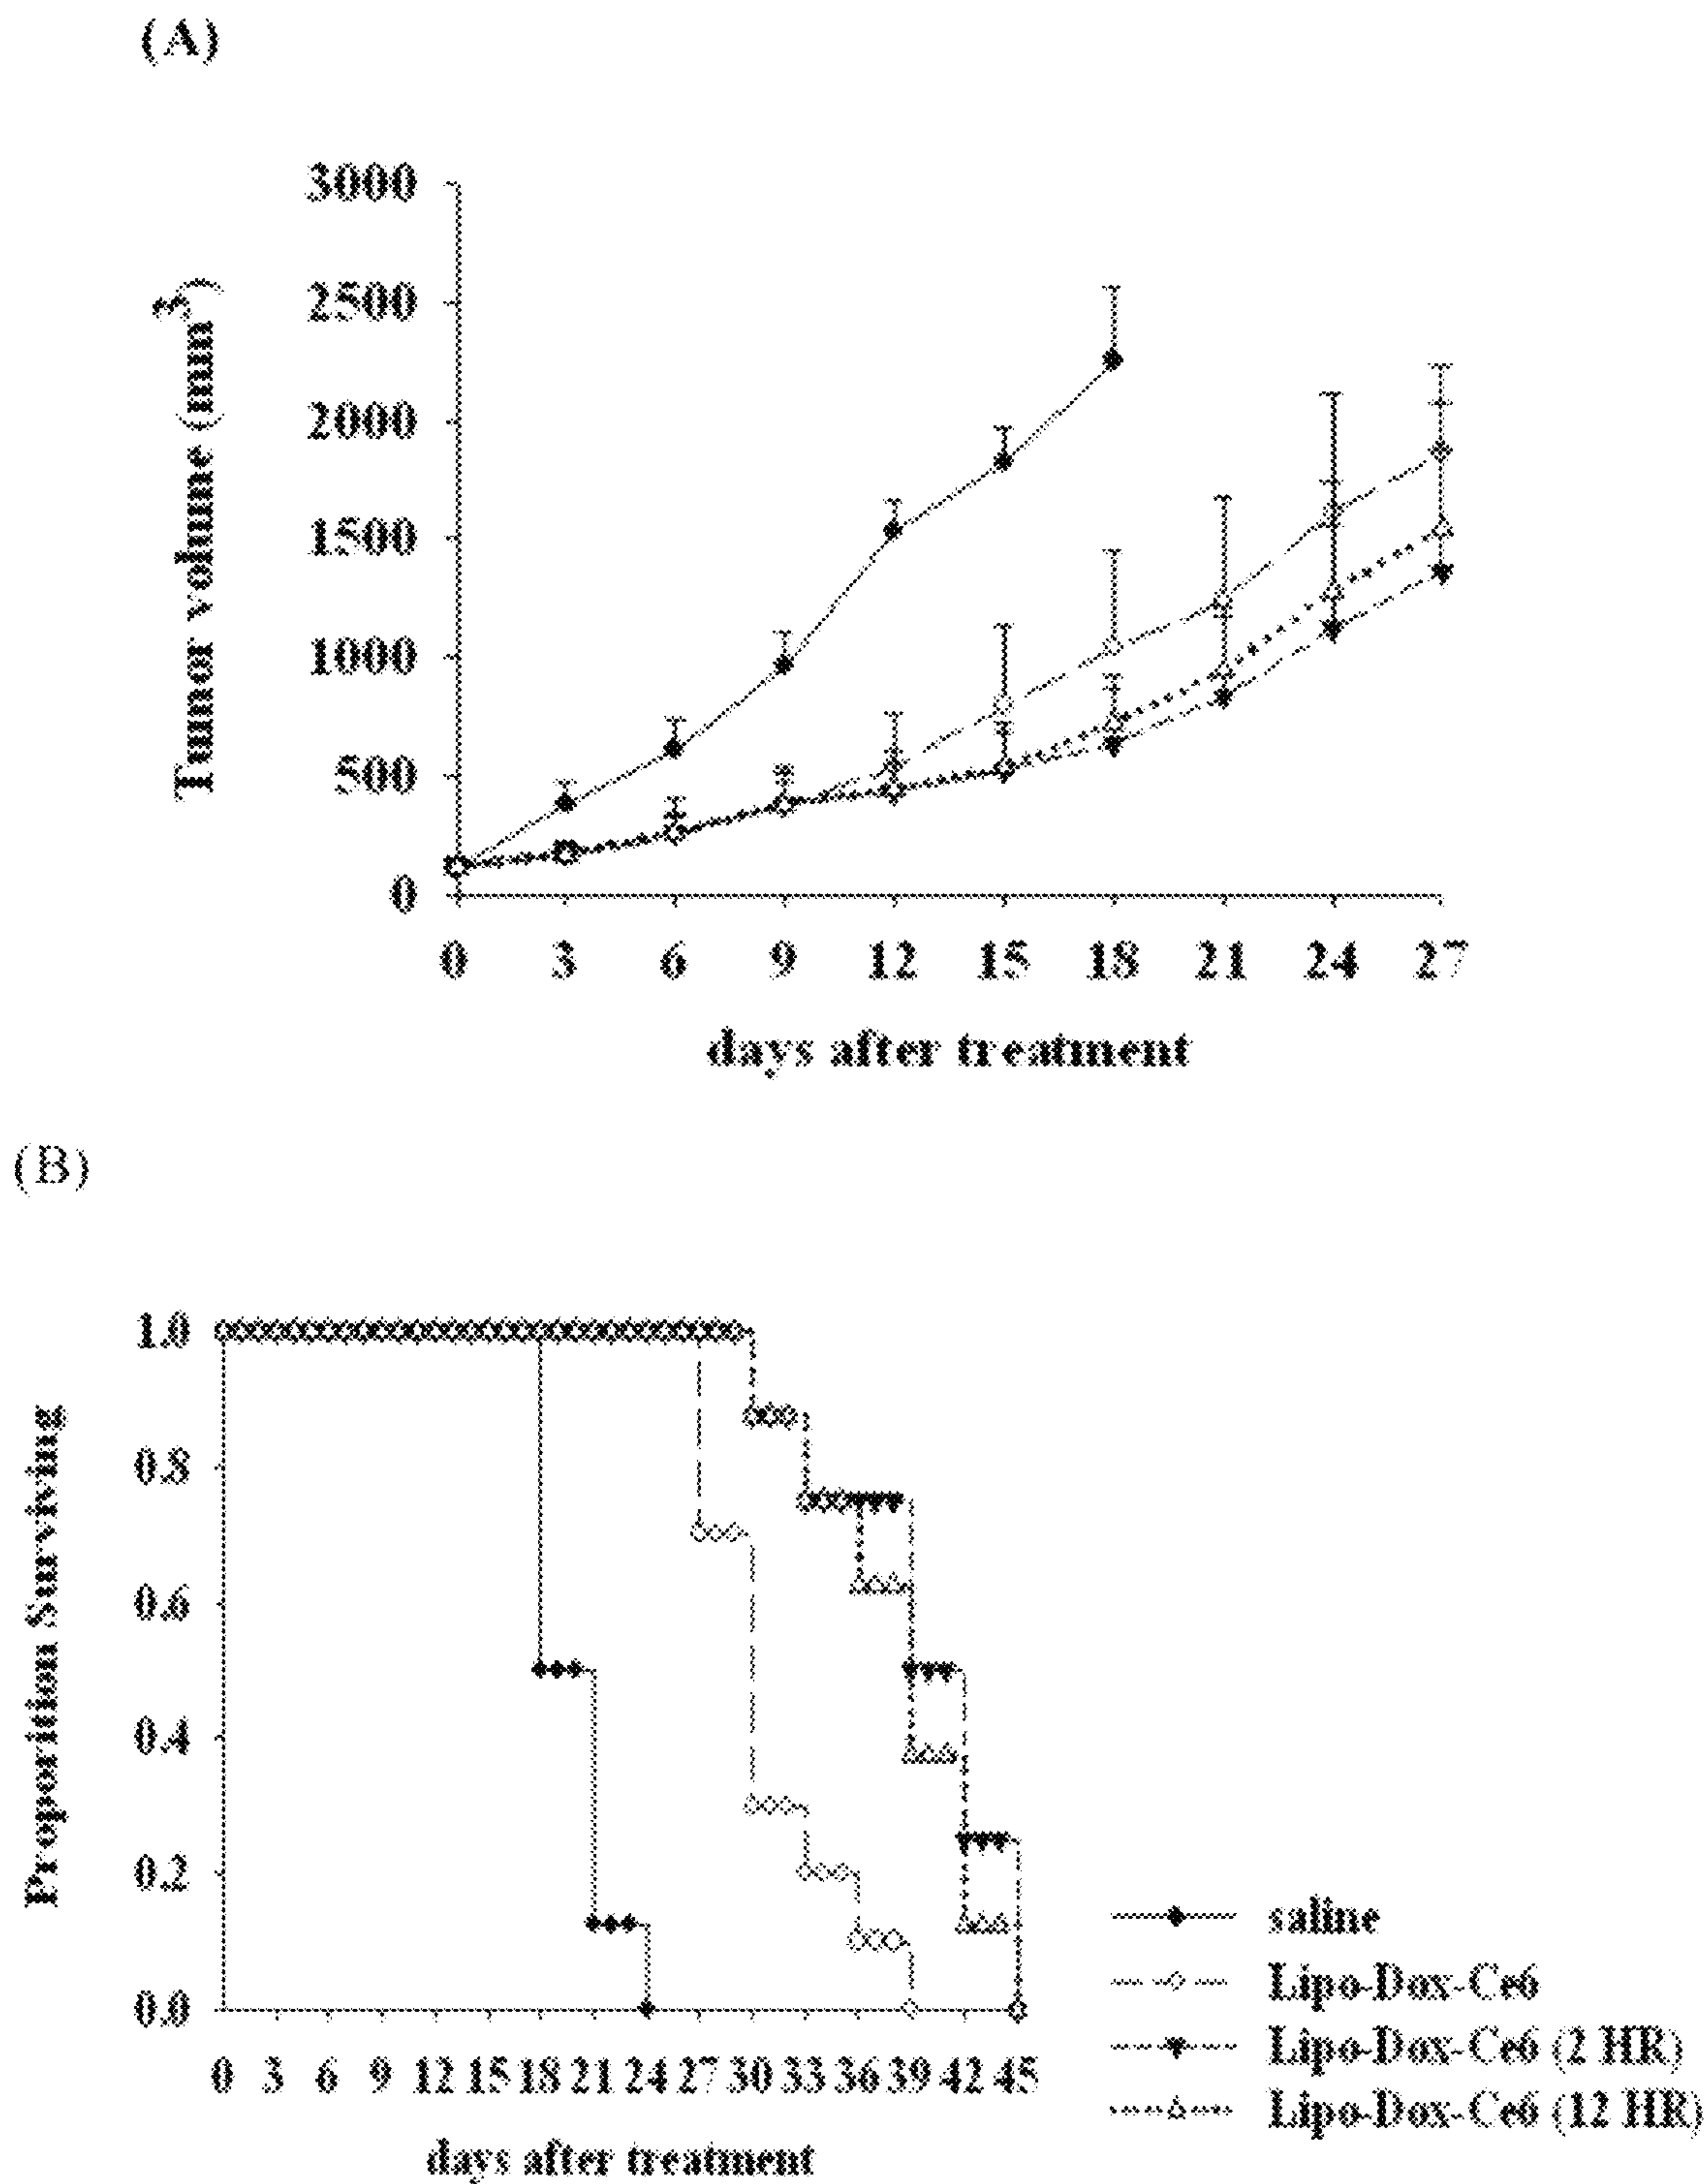 (A)
3000
2500
2000
1500
1000
500
0
Tumor volume (mm3)
0 3 6 9 12 15 18 21 24 27
days after treatment
(B)
1.0
0.8
0.6
0.4
0.2
0.0
Proporition Surviving
0 3 6 9 12 15 18 21 24 27 30 33 36 39 42 45
days after treatment
saline
Lipo-Dox-Ce6
Lipo-Dox-Ce6 (2 HR)
Lipo-Dox-Ce6 (12 HR)